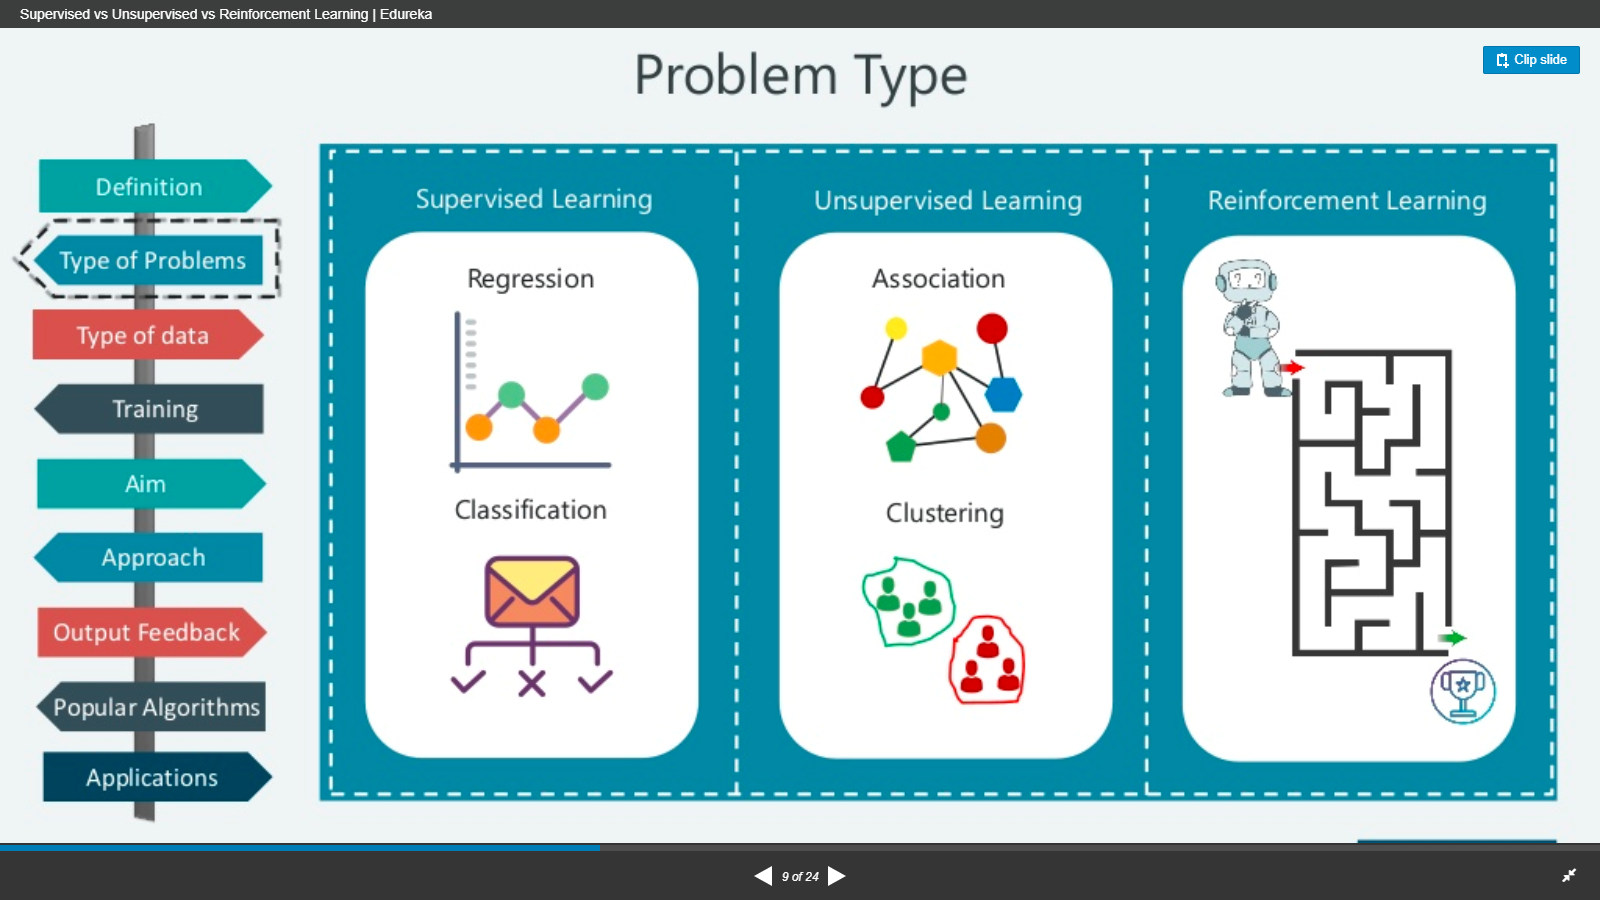 Supervised vs Unsupervised vs Reinforcement Learning | Edureka
Clip slide
Problem Type
Definition
Type of Problems
Type of data
Training
Aim
Approach
Output Feedback
Popular Algorithms
Applications
Supervised Learning
Regression
Classification
Unsupervised Learning
Association
Clustering
Reinforcement Learning
? ?
9 of 24